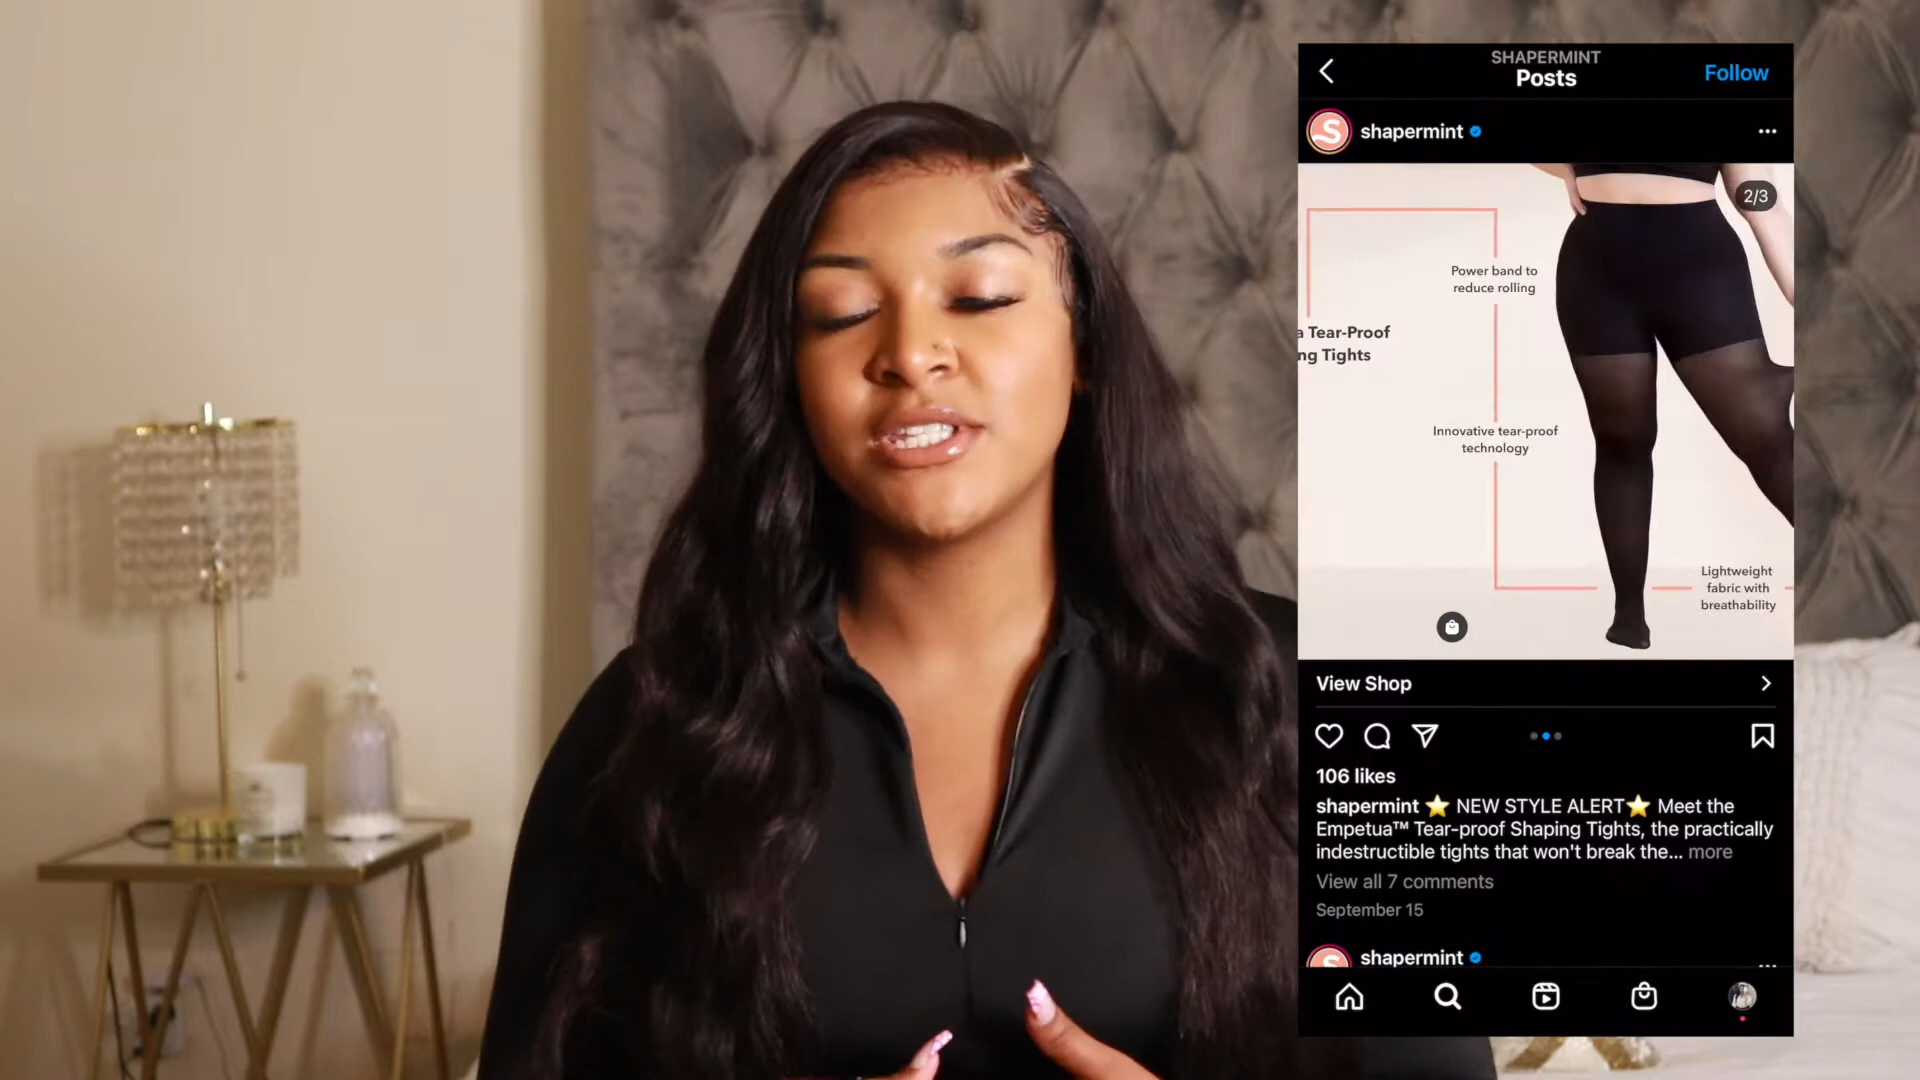 SHAPERMINT
Posts
Follow
shapermint
2/3
Power band to
reduce rolling
a Tear-Proof
ng Tights
Innovative tear-proof
technology
Lightweight
fabric with
breathability
View Shop
106 likes
shapermint ⭐ NEW STYLE ALERT⭐ Meet the
Empetua™ Tear-proof Shaping Tights, the practically
indestructible tights that won't break the... more
View all 7 comments
September 15
shapermint